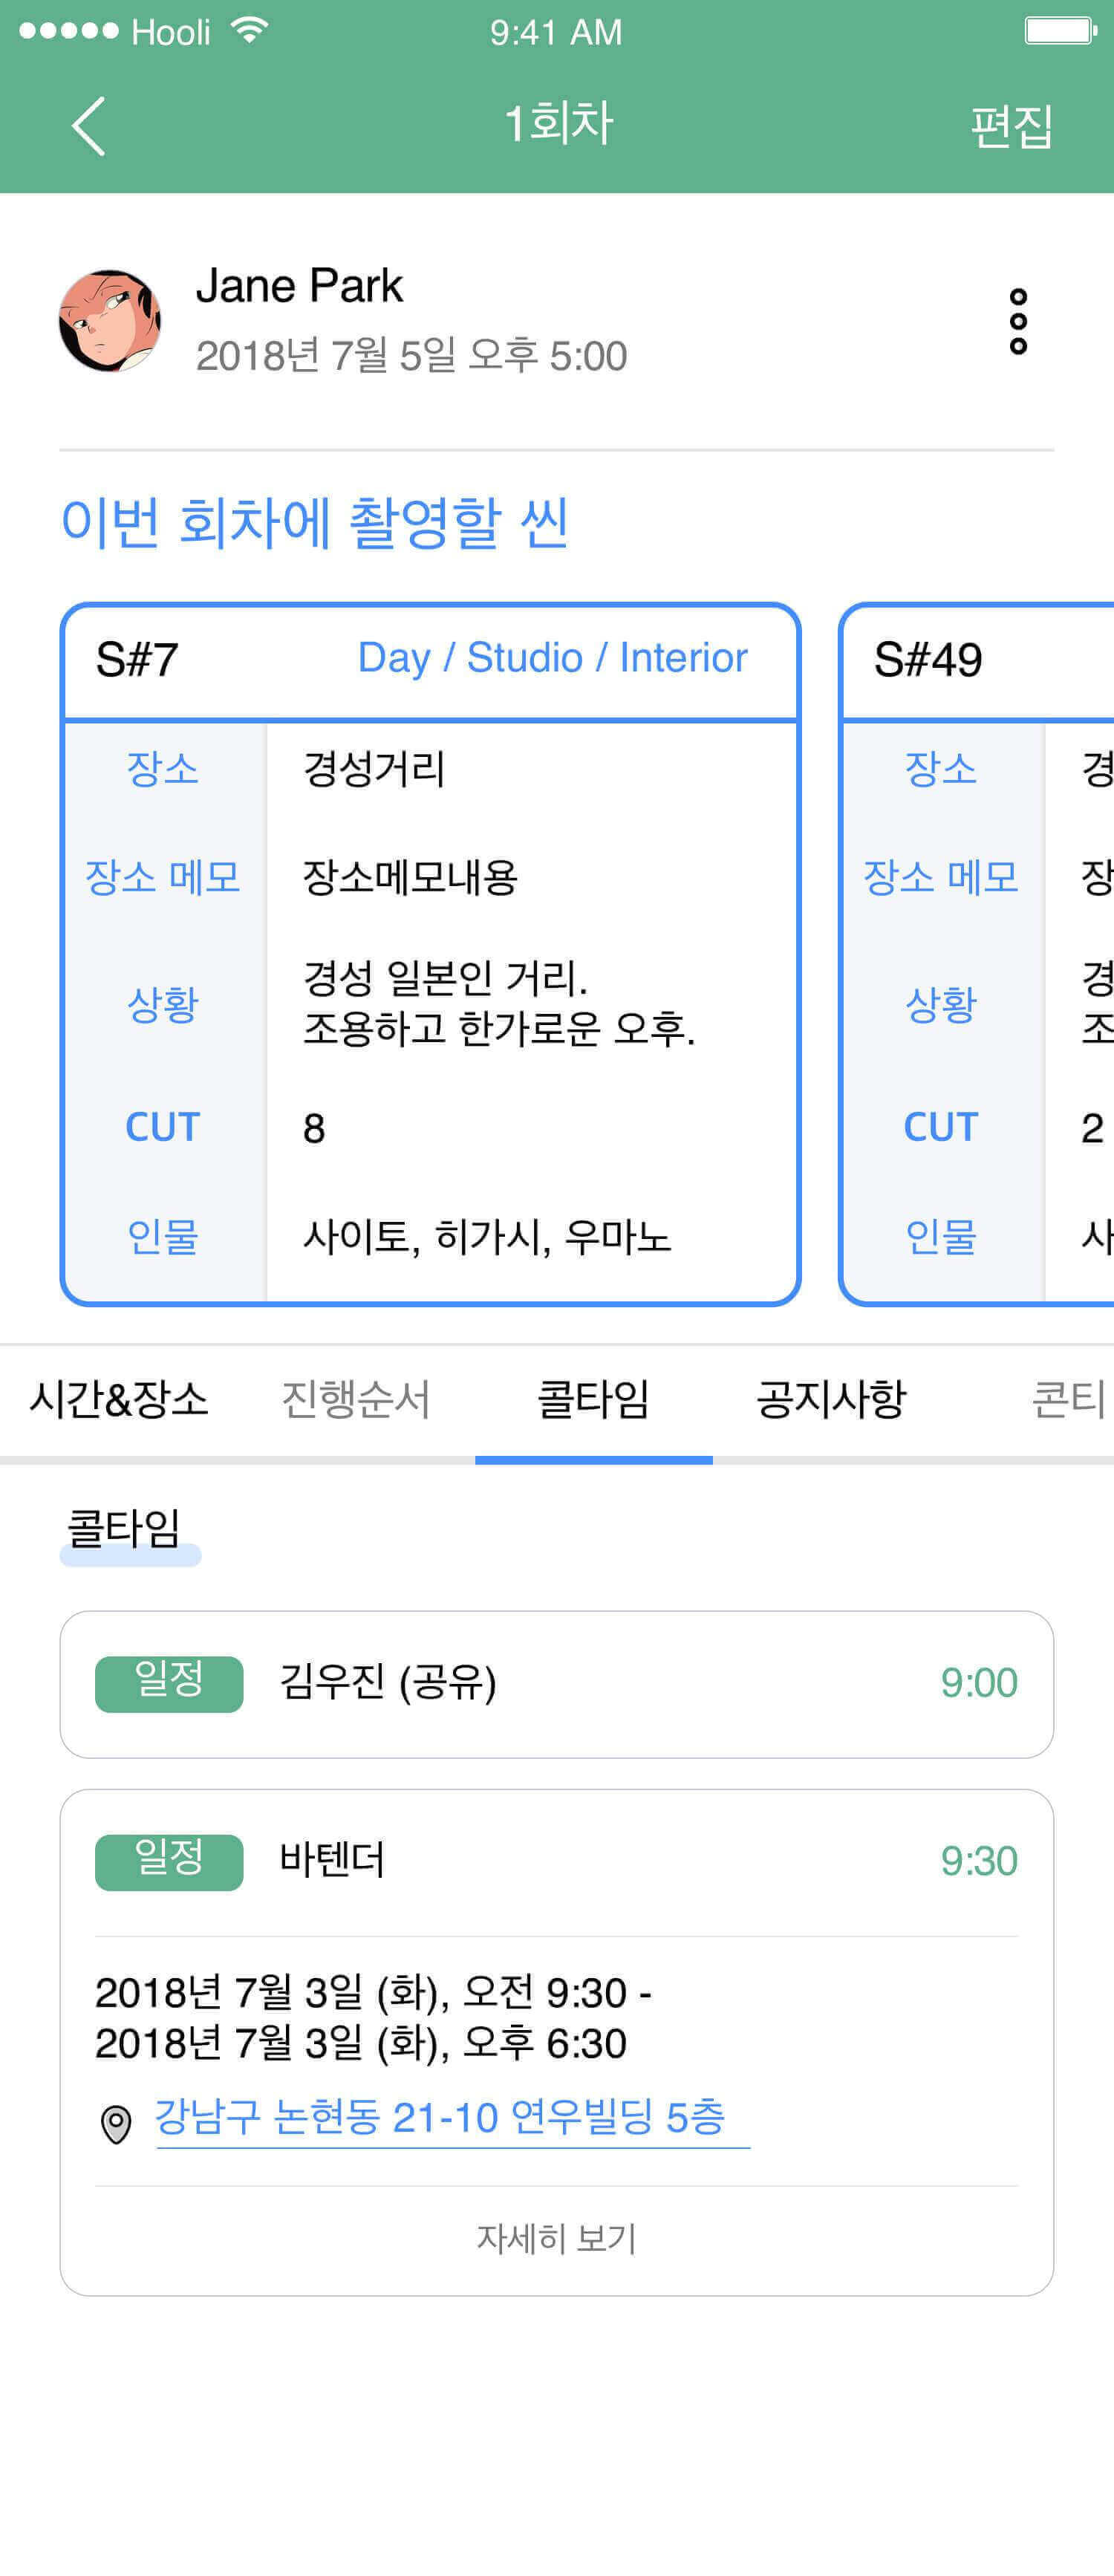 Hooli
9:41 AM
1회차
편집
Jane Park
2018년 7월 5일 오후 5:00
이번 회차에 촬영할 씬
S#7
Day / Studio / Interior
장소
경성거리
장소 메모
장소메모내용
상황
경성 일본인 거리.
조용하고 한가로운 오후.
CUT
8
인물
사이토, 히가시, 우마노
S#49
장소
경
장소 메모
장
상황
경
조
CUT
2
인물
사
시간&장소
진행순서
콜타임
공지사항
콘티
콜타임
일정
김우진 (공유)
9:00
일정
바텐더
9:30
2018년 7월 3일 (화), 오전 9:30 -
2018년 7월 3일 (화), 오후 6:30
강남구 논현동 21-10 연우빌딩 5층
자세히 보기